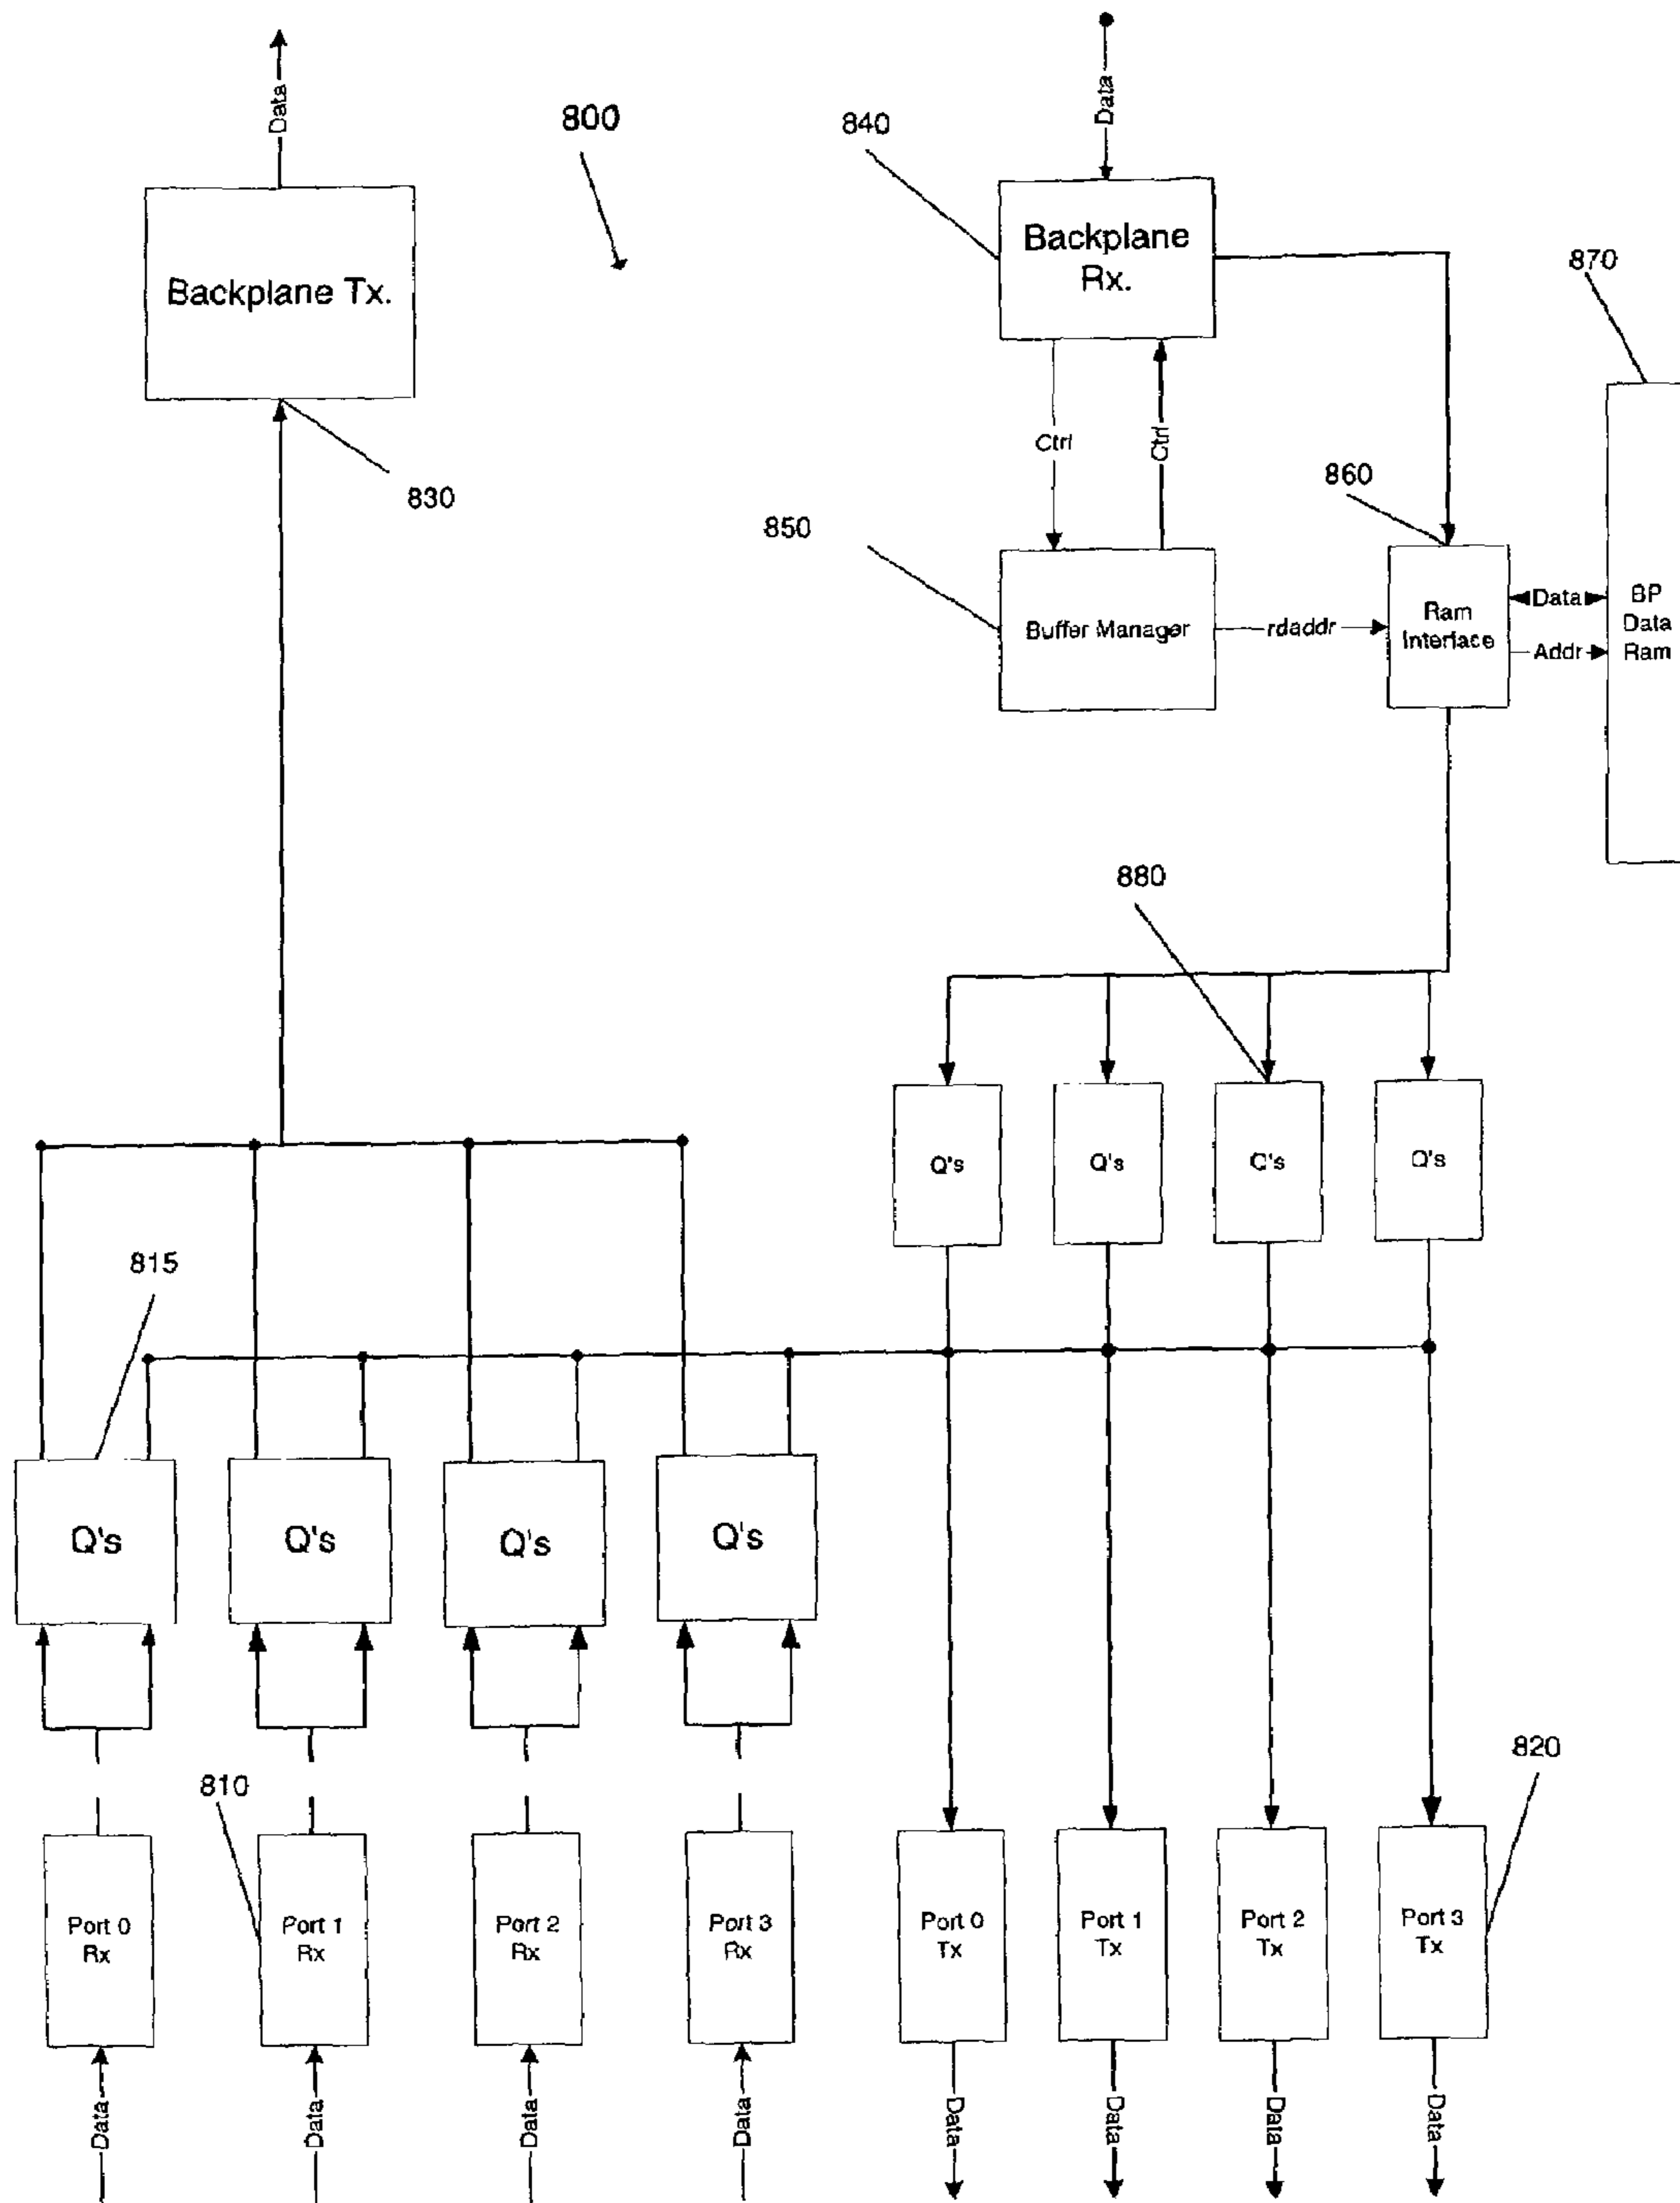 Data
800
Data
840
Backplane Tx.
Backplane
Rx.
870
830
Ctrl
Ctrl
860
850
Buffer Manager
rdaddr
Ram
Interface
Data
Addr
BP
Data
Ram
880
Q's
Q's
Q's
Q's
815
Q's
Q's
Q's
Q's
810
820
Port 0
Rx
Port 1
Rx
Port 2
Rx
Port 3
Rx
Port 0
Tx
Port 1
Tx
Port 2
Tx
Port 3
Tx
Data
Data
Data
Data
Data
Data
Data
Data